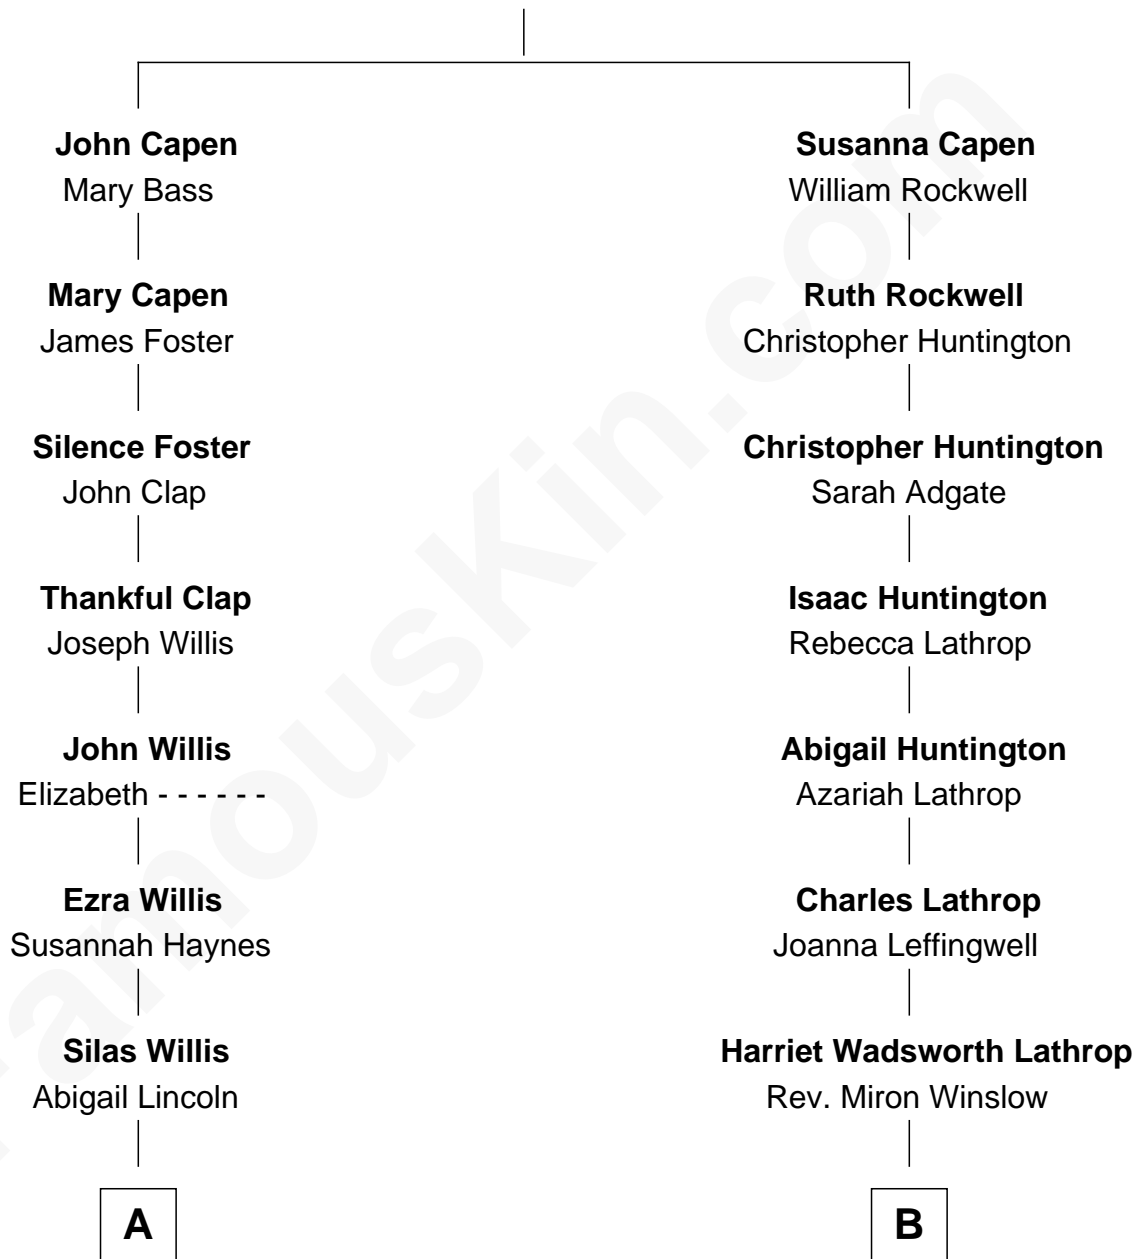 John Capen
Mary Bass
Mary Capen
James Foster
Silence Foster
John Clap
Thankful Clap
Joseph Willis
John Willis
Elizabeth - - - - - -
Ezra Willis
Susannah Haynes
Silas Willis
Abigail Lincoln
A
Susanna Capen
William Rockwell
Ruth Rockwell
Christopher Huntington
Christopher Huntington
Sarah Adgate
Isaac Huntington
Rebecca Lathrop
Abigail Huntington
Azariah Lathrop
Charles Lathrop
Joanna Leffingwell
Harriet Wadsworth Lathrop
Rev. Miron Winslow
B
FamousKin.com